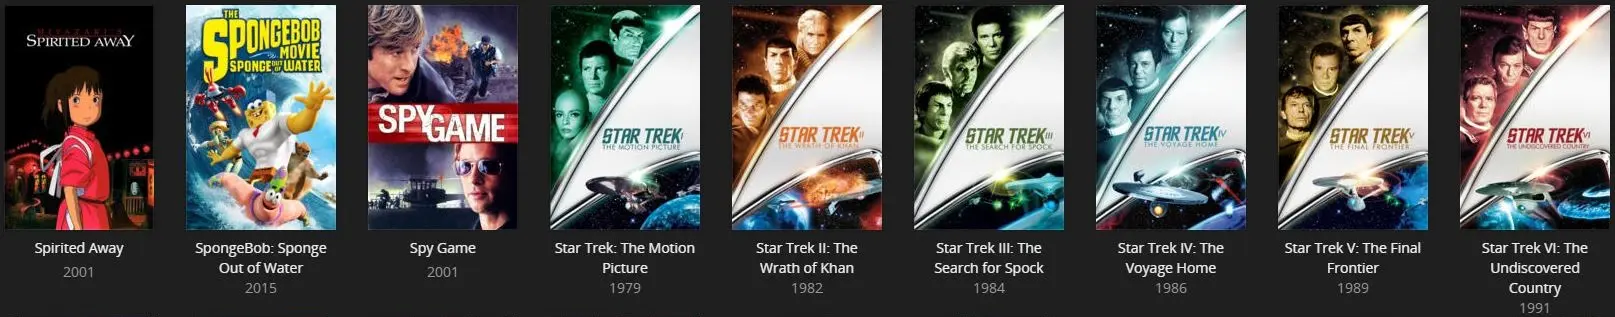 MIYAZAKI'S
SPIRITED AWAY
Spirited Away
2001
THE
SPONGEBOB
MOVIE
SPONGE OUT OF WATER
SpongeBob: Sponge
Out of Water
2015
SPY GAME
Spy Game
2001
STAR TREK I
THE MOTION PICTURE
Star Trek: The Motion
Picture
1979
STAR TREK II
THE WRATH OF KHAN
Star Trek II: The
Wrath of Khan
1982
STAR TREK III
THE SEARCH FOR SPOCK
Star Trek III: The
Search for Spock
1984
STAR TREK IV
THE VOYAGE HOME
Star Trek IV: The
Voyage Home
1986
STAR TREK V
THE FINAL FRONTIER
Star Trek V: The Final
Frontier
1989
STAR TREK VI
THE UNDISCOVERED COUNTRY
Star Trek VI: The
Undiscovered
Country
1991